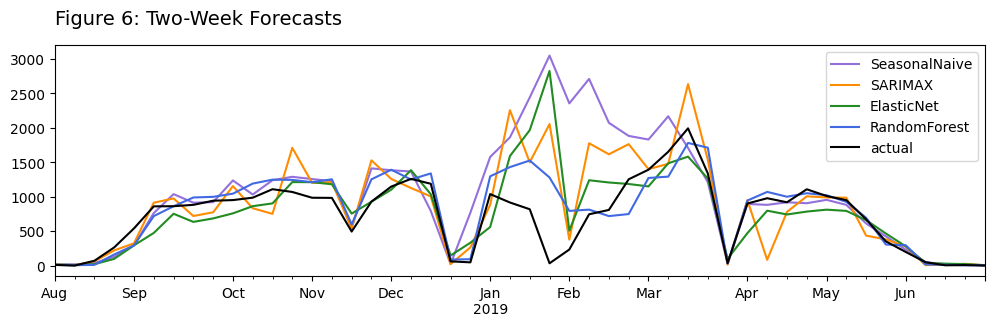 Figure 6: Two-Week Forecasts
3000
2500
2000
1500
1000
500
0
SeasonalNaive
SARIMAX
ElasticNet
RandomForest
actual
Aug Sep Oct Nov Dec Jan Feb Mar Apr May Jun
2019